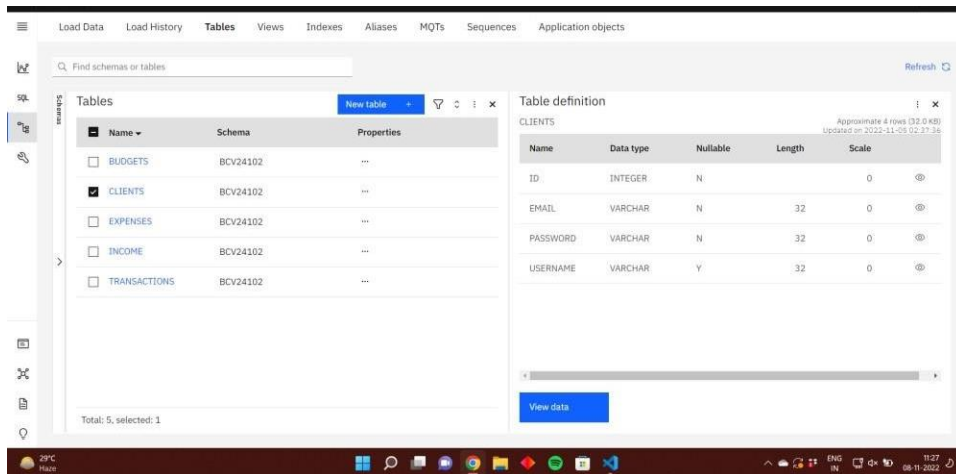 Load Data Load History Tables Views Indexes Aliases MQTs Sequences Application objects
Find schemas or tables
Refresh
SQL
Schemas
Tables
New table +
Name Schema Properties
BUDGETS BCV24102 ...
CLIENTS BCV24102 ...
EXPENSES BCV24102 ...
INCOME BCV24102 ...
TRANSACTIONS BCV24102 ...
Total: 5, selected: 1
Table definition
CLIENTS
Approximate 4 rows (32.0 KB)
Updated on 2022-11-05 02:37:36
Name Data type Nullable Length Scale
ID INTEGER N 0
EMAIL VARCHAR N 32 0
PASSWORD VARCHAR N 32 0
USERNAME VARCHAR Y 32 0
View data
29°C
Haze
ENG
IN
11:27
08-11-2022